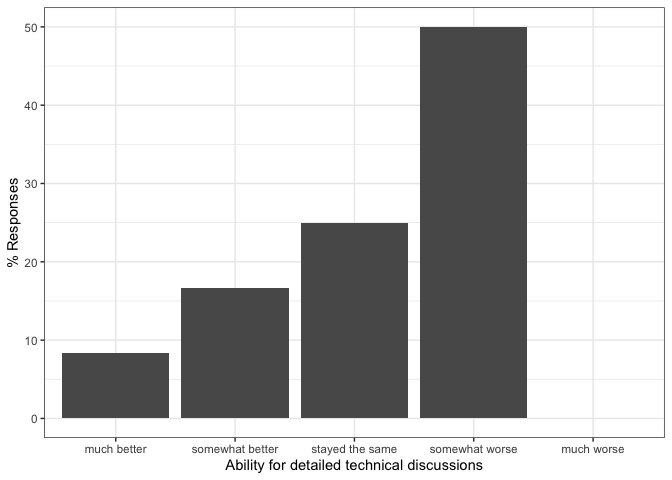 % Responses
50
40
30
20
10
0
much better somewhat better stayed the same somewhat worse much worse
Ability for detailed technical discussions